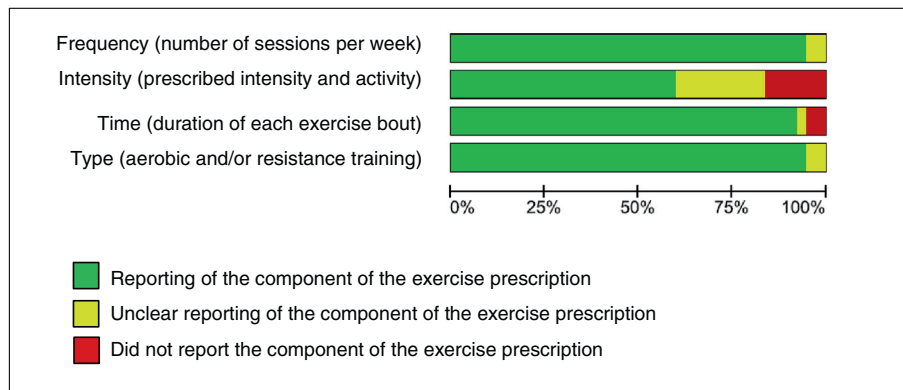 Frequency (number of sessions per week)
Intensity (prescribed intensity and activity)
Time (duration of each exercise bout)
Type (aerobic and/or resistance training)
0% 25% 50% 75% 100%
Reporting of the component of the exercise prescription
Unclear reporting of the component of the exercise prescription
Did not report the component of the exercise prescription